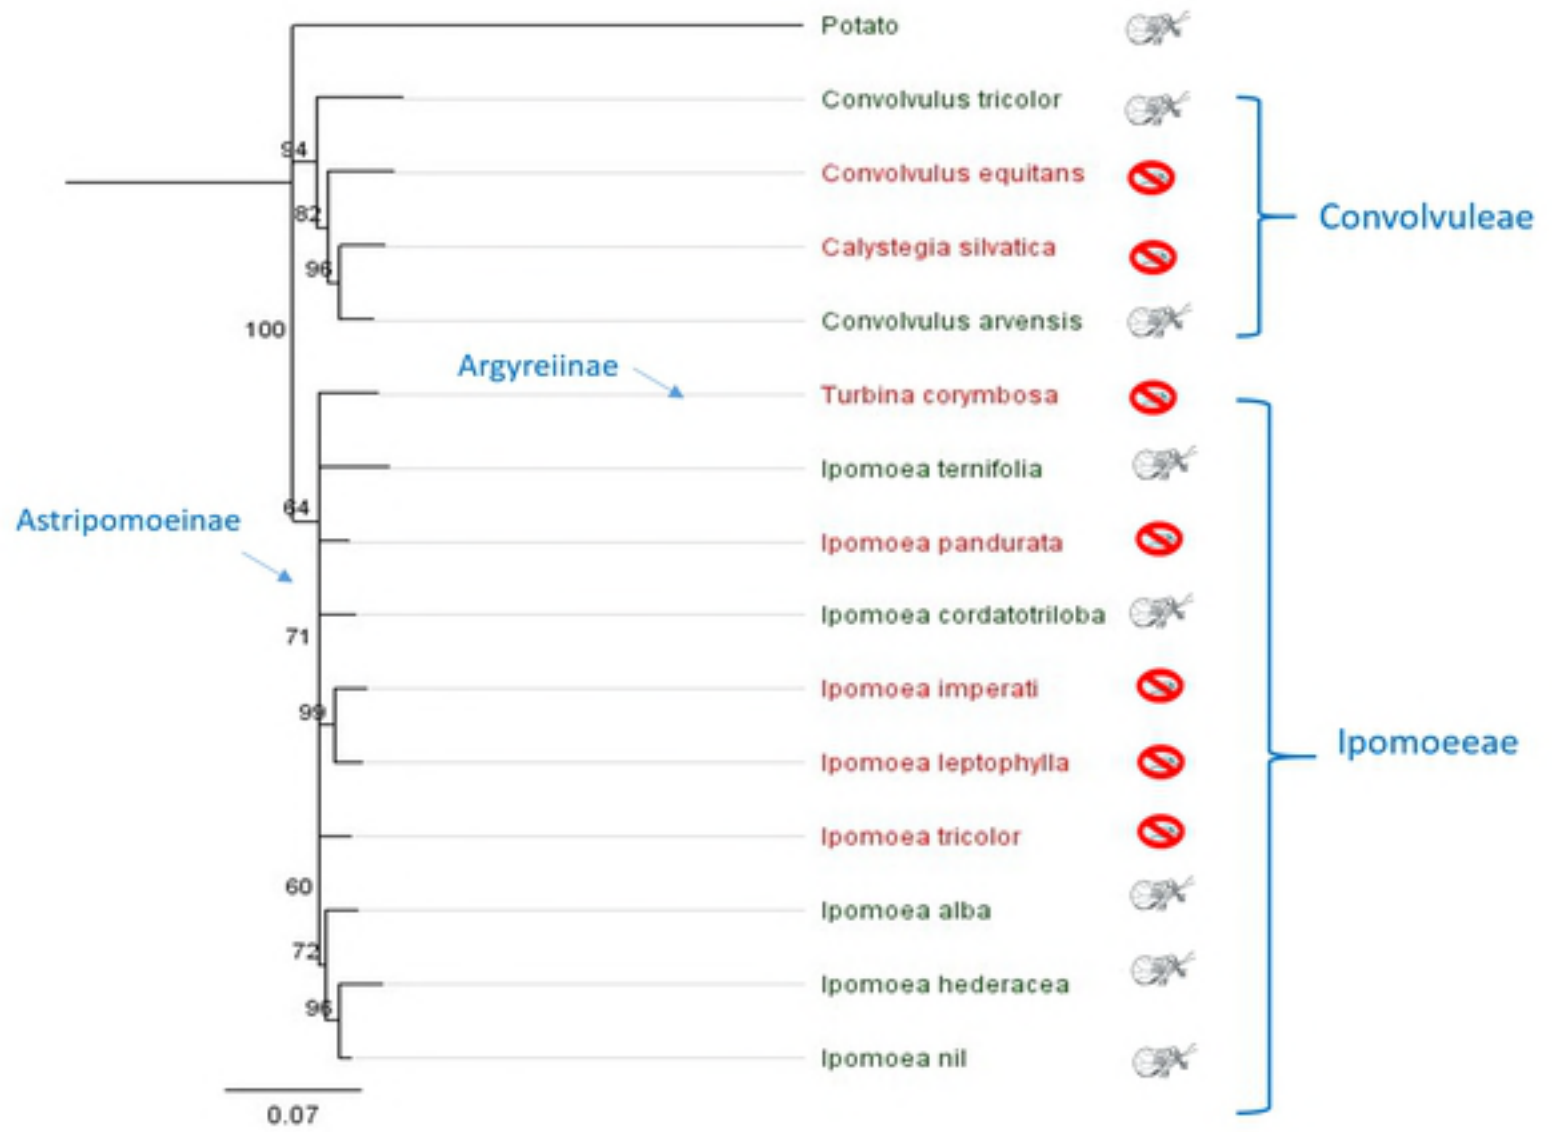 Potato
Convolvulus tricolor
94
Convolvulus equitans
82
Convolvuleae
Calystegia silvatica
96
Convolvulus arvensis
100
Argyreiinae
Turbina corymbosa
Ipomoea ternifolia
64
Astripomoeinae
Ipomoea pandurata
Ipomoea cordatotriloba
71
Ipomoea imperati
99
Ipomoeeae
Ipomoea leptophylla
Ipomoea tricolor
60
Ipomoea alba
72
Ipomoea hederacea
96
Ipomoea nil
0.07